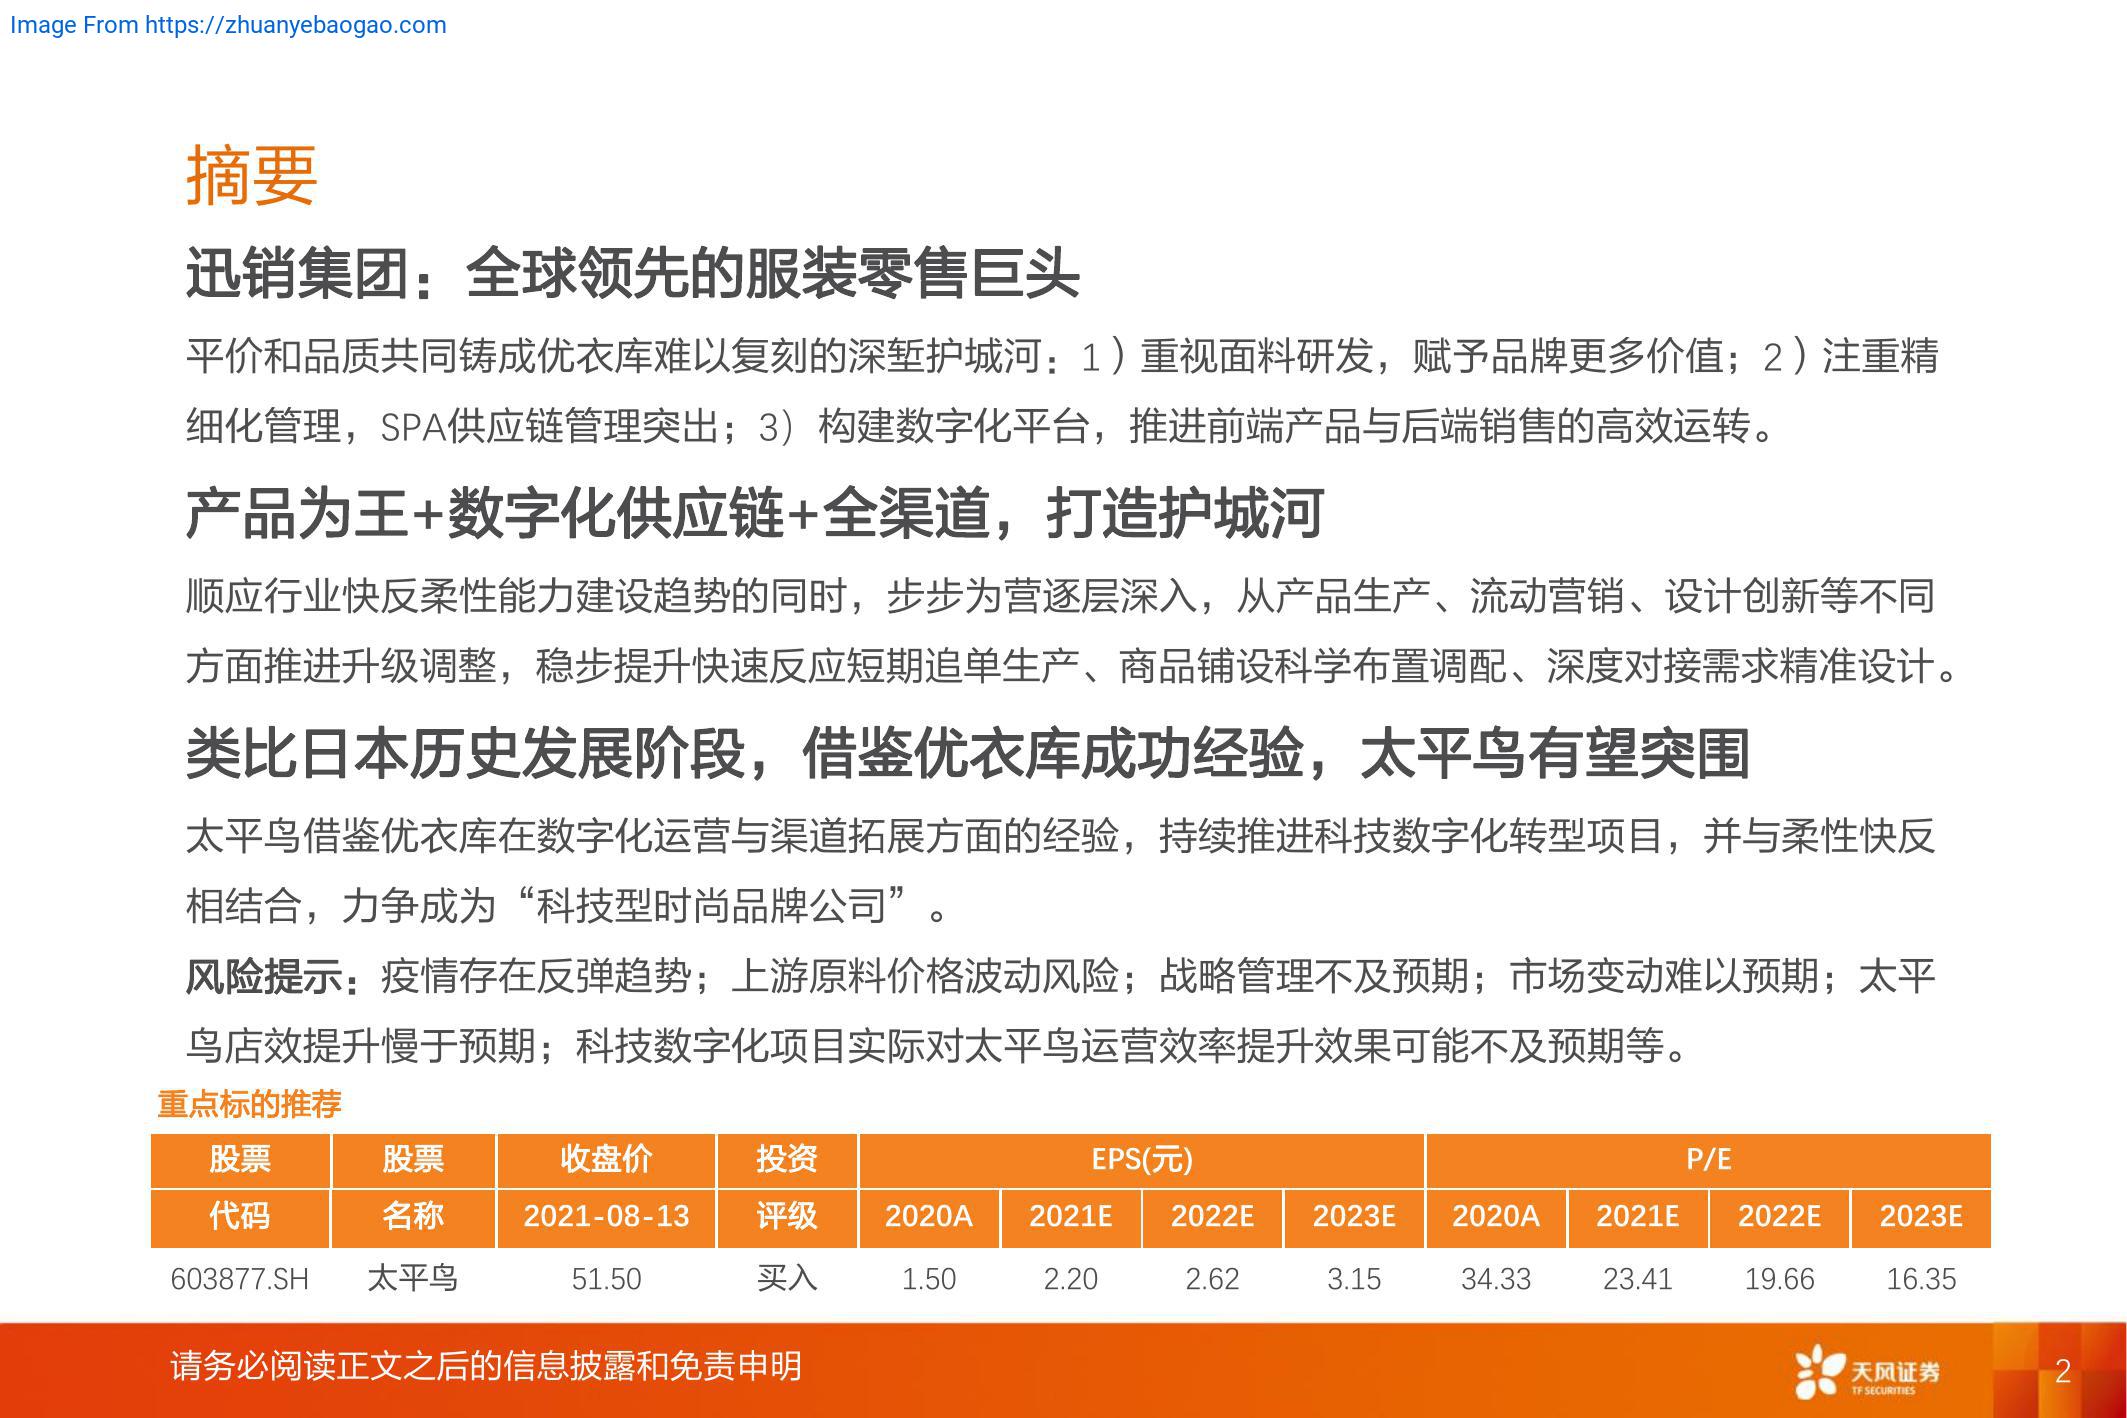 Image From https://zhuanyebaogao.com
摘要
迅销集团：全球领先的服装零售巨头
平价和品质共同铸成优衣库难以复刻的深堑护城河：1）重视面料研发，赋予品牌更多价值；2）注重精
细化管理，SPA供应链管理突出；3）构建数字化平台，推进前端产品与后端销售的高效运转。
产品为王+数字化供应链+全渠道，打造护城河
顺应行业快反柔性能力建设趋势的同时，步步为营逐层深入，从产品生产、流动营销、设计创新等不同
方面推进升级调整，稳步提升快速反应短期追单生产、商品铺设科学布置调配、深度对接需求精准设计。
类比日本历史发展阶段，借鉴优衣库成功经验，太平鸟有望突围
太平鸟借鉴优衣库在数字化运营与渠道拓展方面的经验，持续推进科技数字化转型项目，并与柔性快反
相结合，力争成为“科技型时尚品牌公司”。
风险提示：疫情存在反弹趋势；上游原料价格波动风险；战略管理不及预期；市场变动难以预期；太平
鸟店效提升慢于预期；科技数字化项目实际对太平鸟运营效率提升效果可能不及预期等。
重点标的推荐
股票 股票 收盘价 投资 EPS(元) P/E
代码 名称 2021-08-13 评级 2020A 2021E 2022E 2023E 2020A 2021E 2022E 2023E
603877.SH 太平鸟 51.50 买入 1.50 2.20 2.62 3.15 34.33 23.41 19.66 16.35
请务必阅读正文之后的信息披露和免责申明
天风证券
TF SECURITIES
2